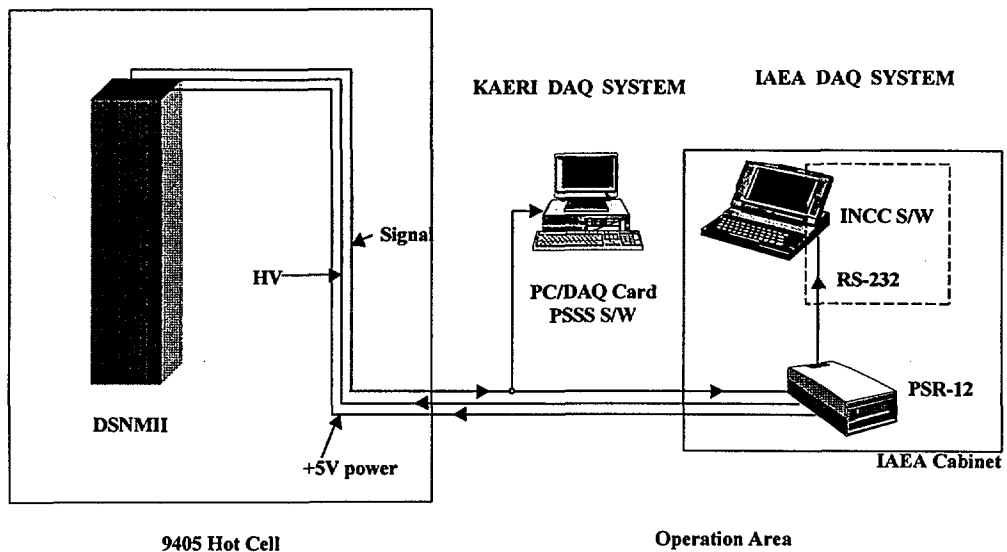 KAERI DAQ SYSTEM
IAEA DAQ SYSTEM
Signal
HV
INCC S/W
RS-232
PC/DAQ Card
PSSS S/W
PSR-12
DSNMII
+5V power
IAEA Cabinet
9405 Hot Cell
Operation Area